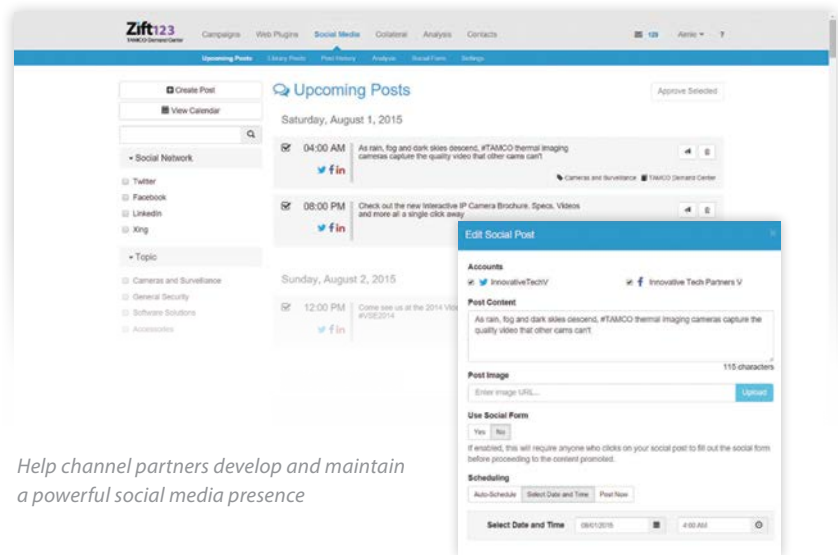 Zift123
TAMCO Demand Center
Campaigns Web Plugins Social Media Collateral Analysis Contacts 128 Arnie ?
Upcoming Posts Library Posts Post History Analysis Social Form Settings
Create Post
View Calendar
Social Network
Twitter
Facebook
LinkedIn
Xing
Topic
Cameras and Surveillance
General Security
Software Solutions
Accessories
Upcoming Posts
Approve Selected
Saturday, August 1, 2015
04:00 AM
As rain, fog and dark skies descend, #TAMCO thermal imaging
cameras capture the quality video that other cams can't
Cameras and Surveillance TAMCO Demand Center
08:00 PM
Check out the new Interactive IP Camera Brochure. Specs, Videos
and more all a single click away
Sunday, August 2, 2015
12:00 PM
Come see us at the 2014
#VSE2014
Edit Social Post
Accounts
InnovativeTechV Innovative Tech Partners V
Post Content
As rain, fog and dark skies descend, #TAMCO thermal imaging cameras capture the
quality video that other cams can't
115 characters
Post Image
Enter image URL... Upload
Use Social Form
Yes No
If enabled, this will require anyone who clicks on your social post to fill out the social form
before proceeding to the content promoted.
Scheduling
Auto-Schedule Select Date and Time Post Now
Select Date and Time 08/01/2015 4:00 AM
Help channel partners develop and maintain
a powerful social media presence